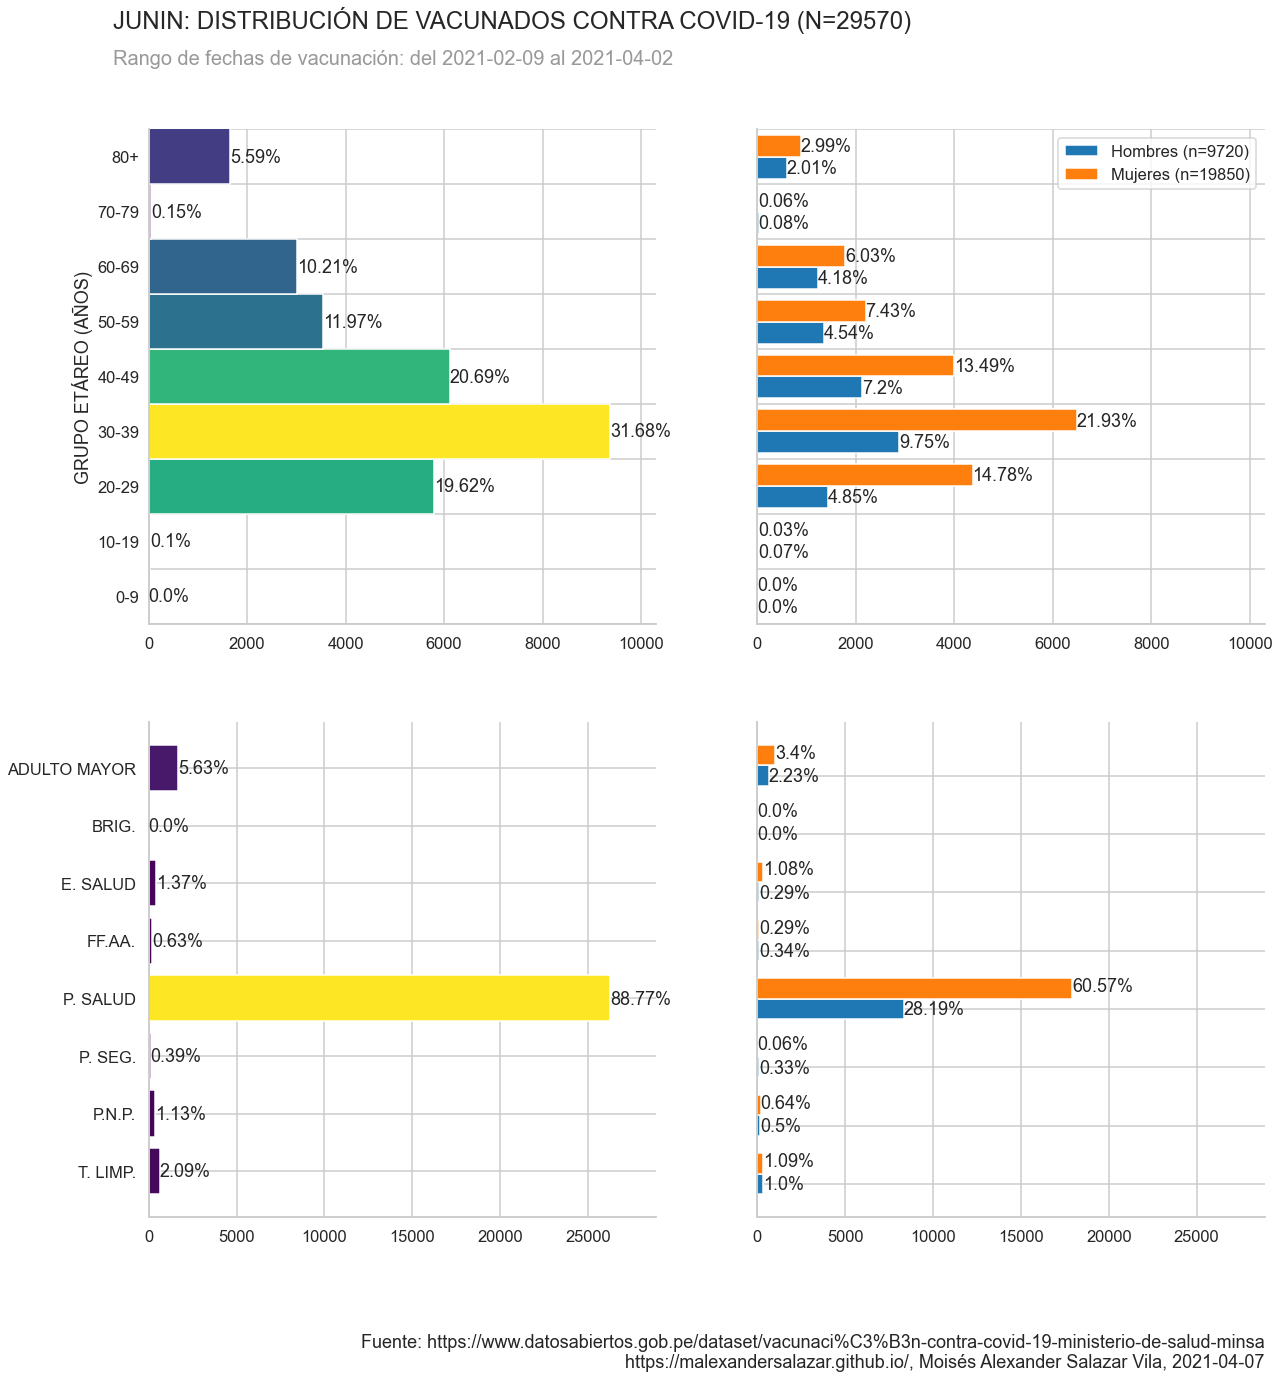 JUNIN: DISTRIBUCIÓN DE VACUNADOS CONTRA COVID-19 (N=29570)
Rango de fechas de vacunación: del 2021-02-09 al 2021-04-02
GRUPO ETÁREO (AÑOS)
80+ 5.59%
70-79 0.15%
60-69 10.21%
50-59 11.97%
40-49 20.69%
30-39 31.68%
20-29 19.62%
10-19 0.1%
0-9 0.0%
0 2000 4000 6000 8000 10000
Hombres (n=9720)
Mujeres (n=19850)
2.99%
2.01%
0.06%
0.08%
6.03%
4.18%
7.43%
4.54%
13.49%
7.2%
21.93%
9.75%
14.78%
4.85%
0.03%
0.07%
0.0%
0.0%
0 2000 4000 6000 8000 10000
ADULTO MAYOR 5.63%
BRIG. 0.0%
E. SALUD 1.37%
FF.AA. 0.63%
P. SALUD 88.77%
P. SEG. 0.39%
P.N.P. 1.13%
T. LIMP. 2.09%
0 5000 10000 15000 20000 25000
3.4%
2.23%
0.0%
0.0%
1.08%
0.29%
0.29%
0.34%
60.57%
28.19%
0.06%
0.33%
0.64%
0.5%
1.09%
1.0%
0 5000 10000 15000 20000 25000
Fuente: https://www.datosabiertos.gob.pe/dataset/vacunaci%C3%B3n-contra-covid-19-ministerio-de-salud-minsa
https://malexandersalazar.github.io/, Moisés Alexander Salazar Vila, 2021-04-07